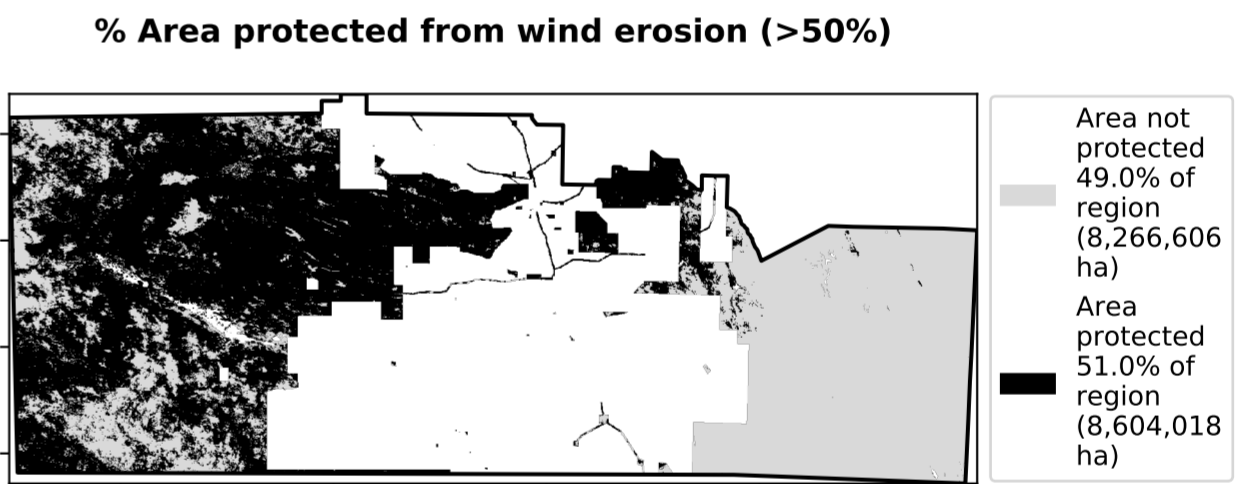 % Area protected from wind erosion (>50%)
Area not
protected
49.0% of
region
(8,266,606
ha)
Area
protected
51.0% of
region
(8,604,018
ha)